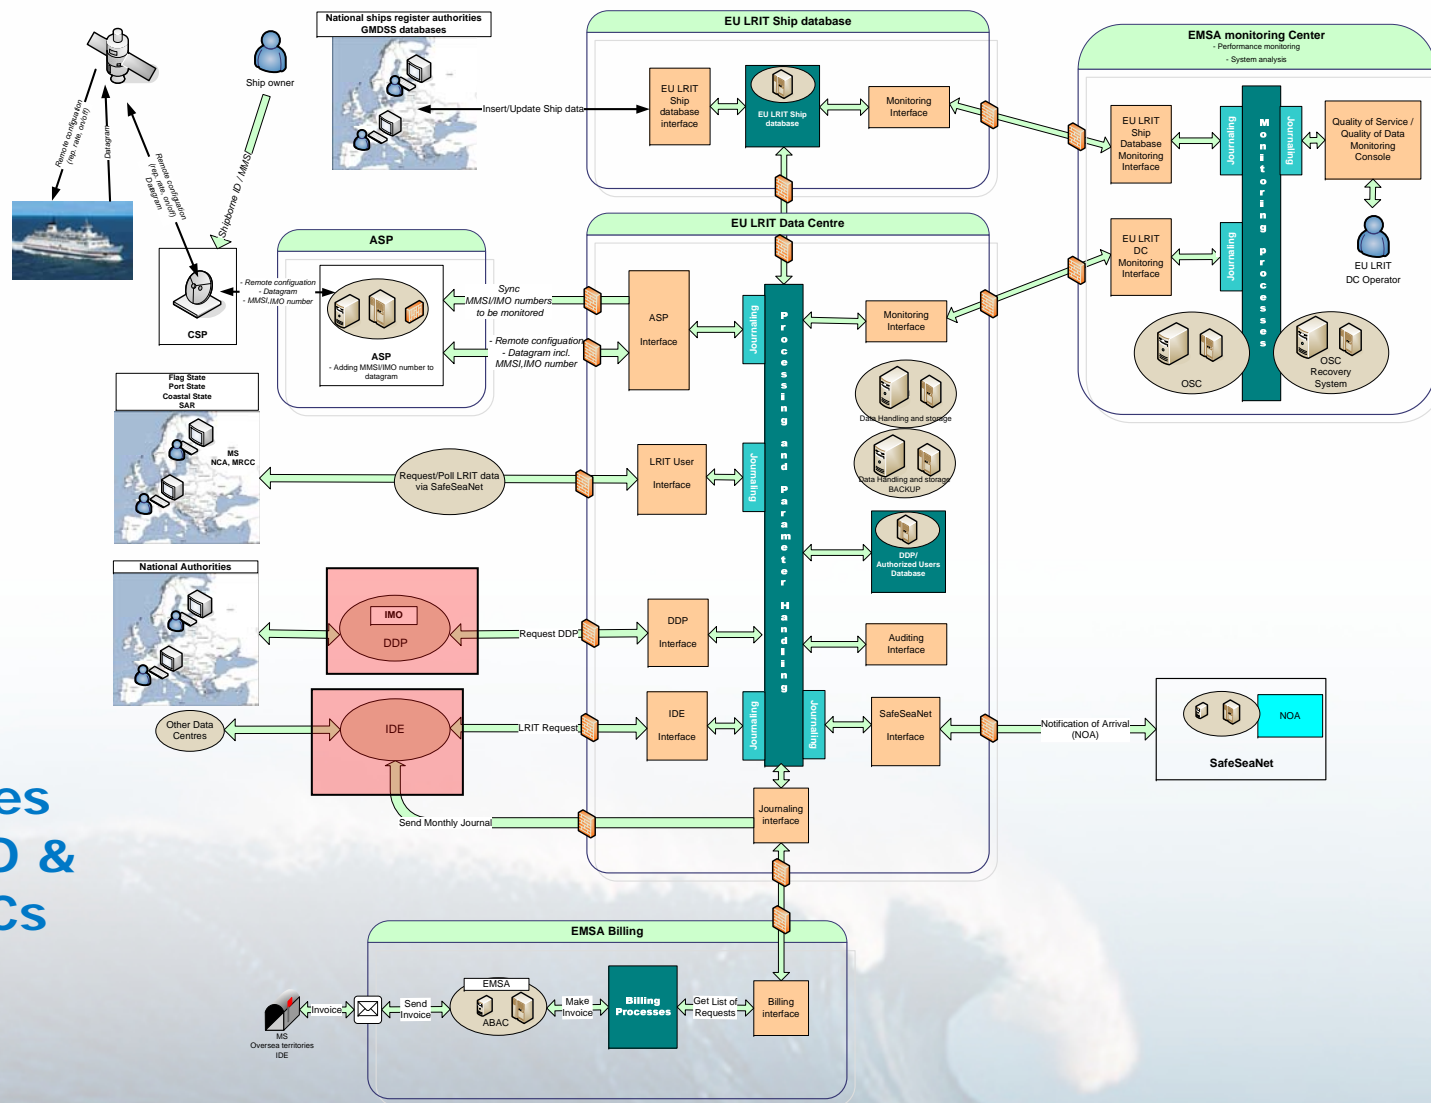 National ships register authorities
GMDSS databases
Ship owner
Remote configuation
(rep. rate, on/off)
Datagram
Remote configuation
(rep. rate, on/off)
Datagram
Shipborne ID / MMSI
CSP
- Remote configuation
- Datagram
- MMSI,IMO number
Insert/Update Ship data
EU LRIT Ship database
EU LRIT
Ship
database
interface
EU LRIT Ship
database
Monitoring
Interface
EMSA monitoring Center
- Performance monitoring
- System analysis
EU LRIT
Ship
Database
Monitoring
Interface
Journaling
Monitoring processes
Journaling
Quality of Service /
Quality of Data
Monitoring
Console
EU LRIT
DC
Monitoring
Interface
Journaling
EU LRIT
DC Operator
OSC
OSC
Recovery
System
ASP
ASP
- Adding MMSI/IMO number to
datagram
Sync
MMSI/IMO numbers
to be monitored
- Remote configuation
- Datagram incl.
MMSI,IMO number
EU LRIT Data Centre
ASP
Interface
Journaling
Processing and Parameter Handling
Monitoring
Interface
Data Handling and storage
Data Handling and storage
BACKUP
Flag State
Port State
Coastal State
SAR
MS
NCA, MRCC
Request/Poll LRIT data
via SafeSeaNet
LRIT User
Interface
Journaling
DDP/
Authorized Users
Database
National Authorities
IMO
DDP
Request DDP
DDP
Interface
Auditing
Interface
Other Data
Centres
IDE
LRIT Request
IDE
Interface
Journaling
Journaling
SafeSeaNet
Interface
Notification of Arrival
(NOA)
NOA
SafeSeaNet
Send Monthly Journal
Journaling
interface
es
D &
Cs
EMSA Billing
MS
Oversea territories
IDE
Invoice
Send
Invoice
EMSA
ABAC
Make
Invoice
Billing
Processes
Get List of
Requests
Billing
interface